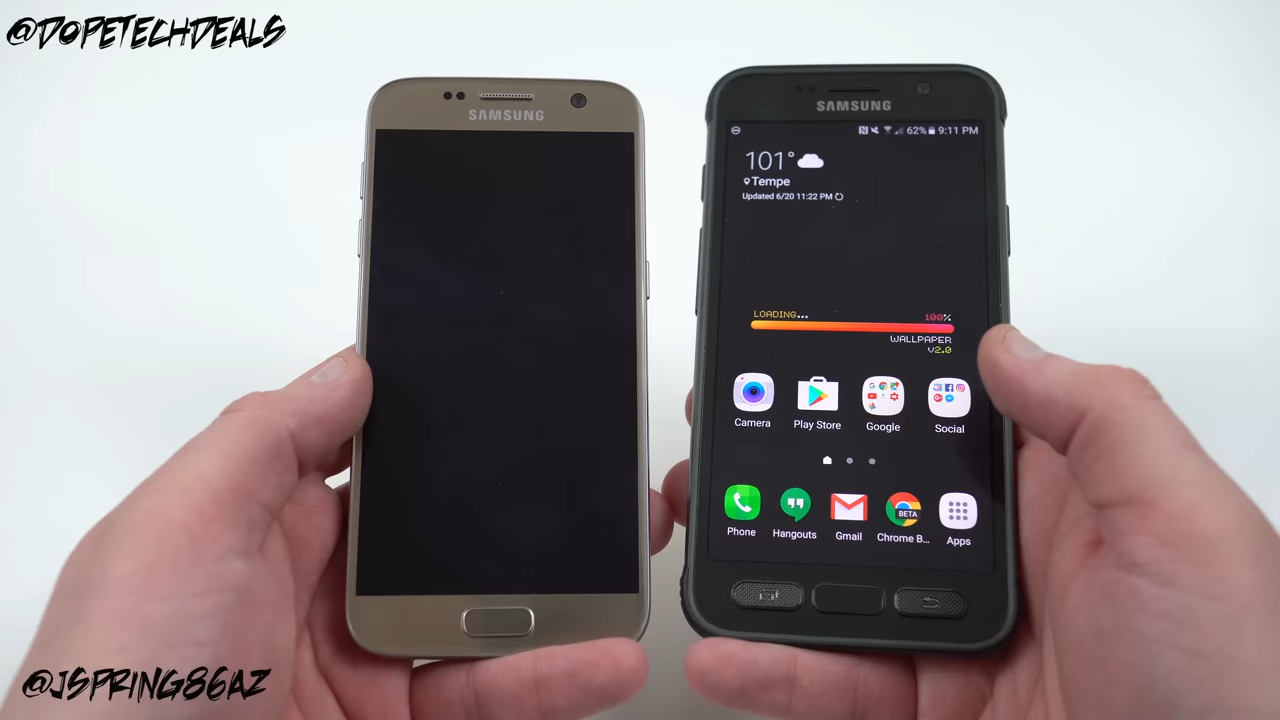 @DOPETECHDEALS
SAMSUNG
SAMSUNG
62% 9:11 PM
101°
Tempe
Updated 6/20 11:22 PM
LOADING... 100%
WALLPAPER
V2.0
Camera Play Store Google Social
BETA
Phone Hangouts Gmail Chrome B... Apps
@JSPRING86AZ